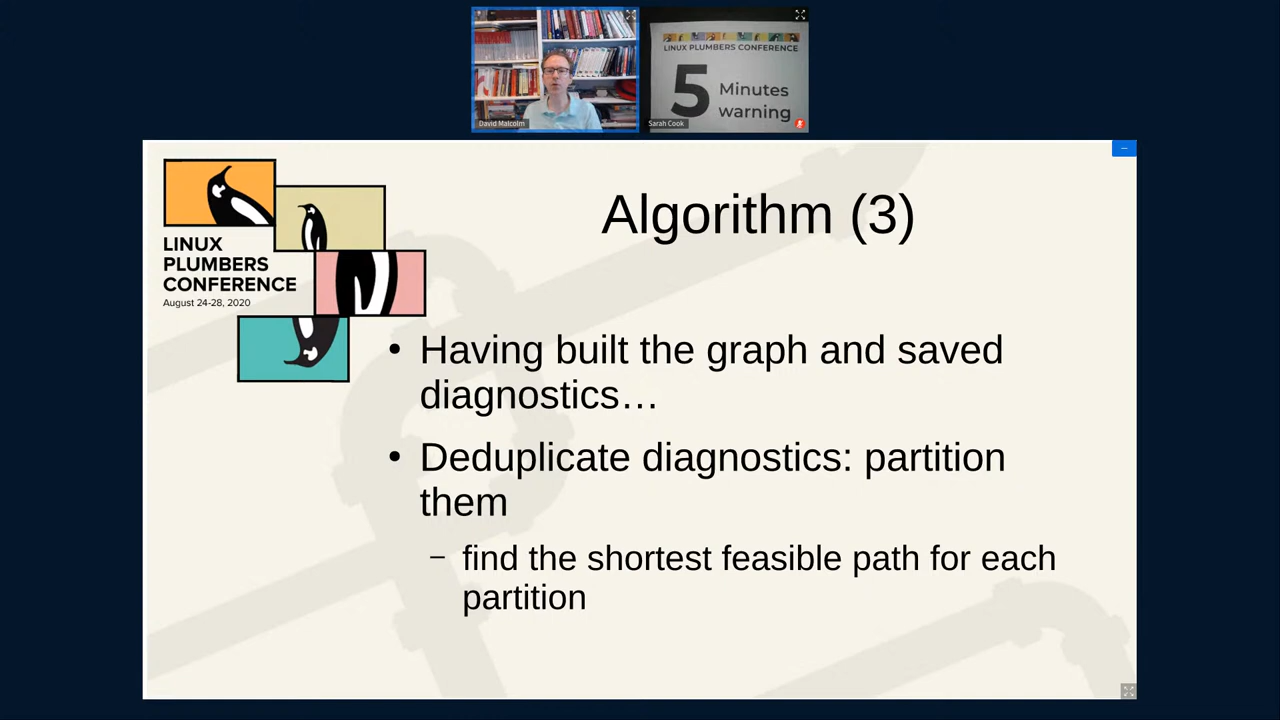 David Malcolm
LINUX PLUMBERS CONFERENCE
5 Minutes
warning
Sarah Cook
LINUX
PLUMBERS
CONFERENCE
August 24-28, 2020
Algorithm (3)
• Having built the graph and saved
diagnostics…
• Deduplicate diagnostics: partition
them
– find the shortest feasible path for each
partition